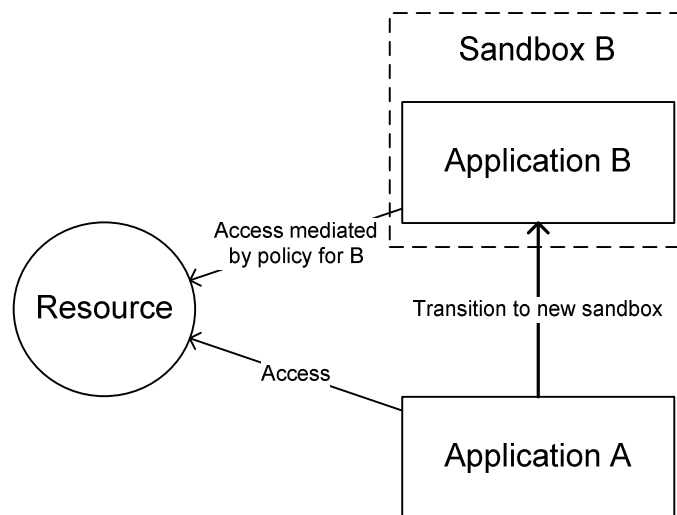 Sandbox B
Application B
Access mediated
by policy for B
Resource
Transition to new sandbox
Access
Application A